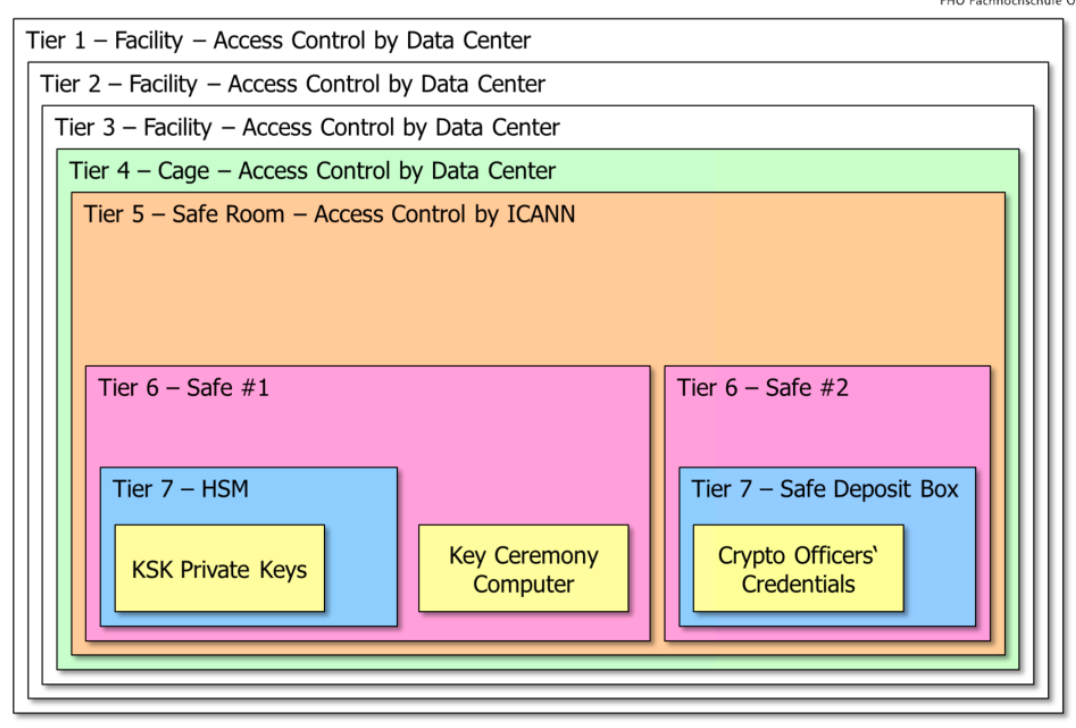 FHO Fachhochschule O
Tier 1 – Facility – Access Control by Data Center
Tier 2 – Facility – Access Control by Data Center
Tier 3 – Facility – Access Control by Data Center
Tier 4 – Cage – Access Control by Data Center
Tier 5 – Safe Room – Access Control by ICANN
Tier 6 – Safe #1
Tier 6 – Safe #2
Tier 7 – HSM
Tier 7 – Safe Deposit Box
KSK Private Keys
Key Ceremony
Computer
Crypto Officers‘
Credentials